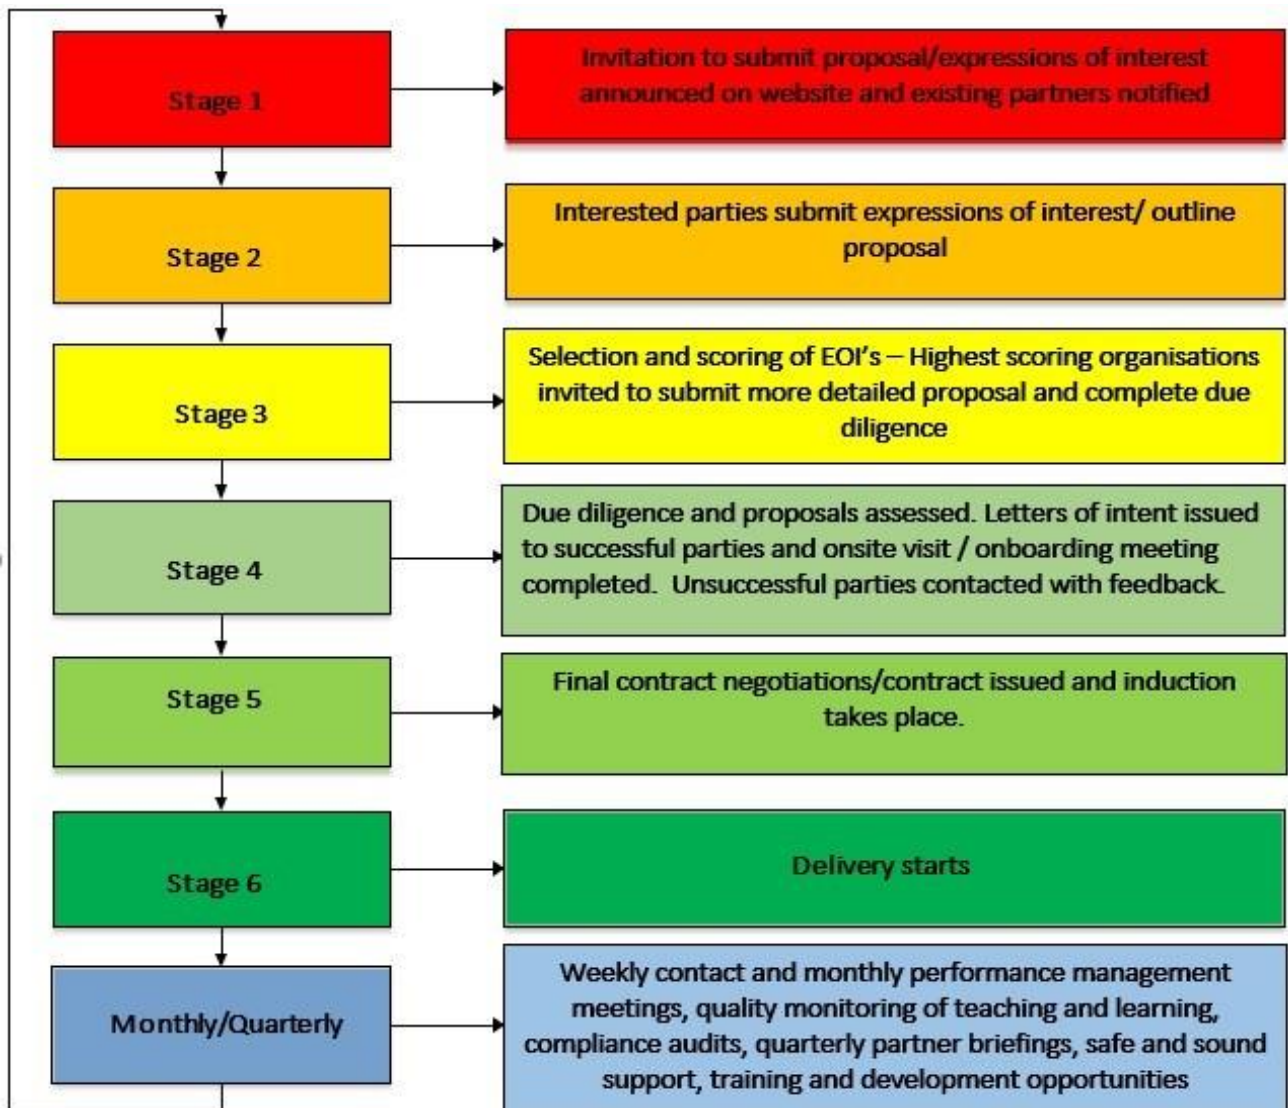 Stage 1
Invitation to submit proposal/expressions of interest
announced on website and existing partners notified
Stage 2
Interested parties submit expressions of interest/ outline
proposal
Stage 3
Selection and scoring of EOI's – Highest scoring organisations
invited to submit more detailed proposal and complete due
diligence
Stage 4
Due diligence and proposals assessed. Letters of intent issued
to successful parties and onsite visit / onboarding meeting
completed.  Unsuccessful parties contacted with feedback.
Stage 5
Final contract negotiations/contract issued and induction
takes place.
Stage 6
Delivery starts
Monthly/Quarterly
Weekly contact and monthly performance management
meetings, quality monitoring of teaching and learning,
compliance audits, quarterly partner briefings, safe and sound
support, training and development opportunities